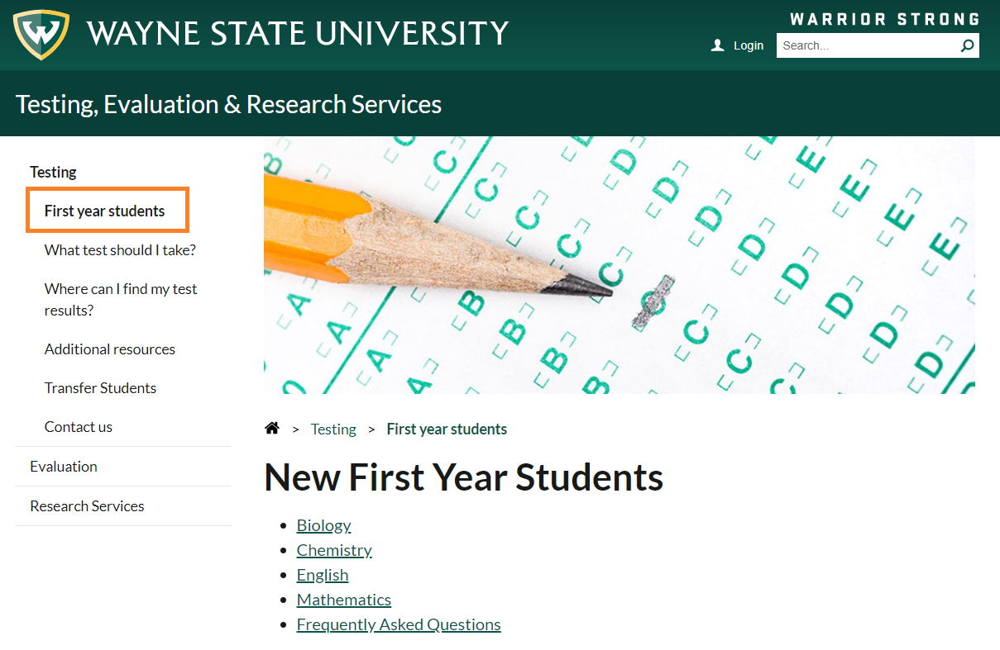 WAYNE STATE UNIVERSITY
WARRIOR STRONG
Login
Search...
Testing, Evaluation & Research Services
Testing
First year students
What test should I take?
Where can I find my test
results?
Additional resources
Transfer Students
Contact us
Evaluation
Research Services
> Testing > First year students
New First Year Students
• Biology
• Chemistry
• English
• Mathematics
• Frequently Asked Questions